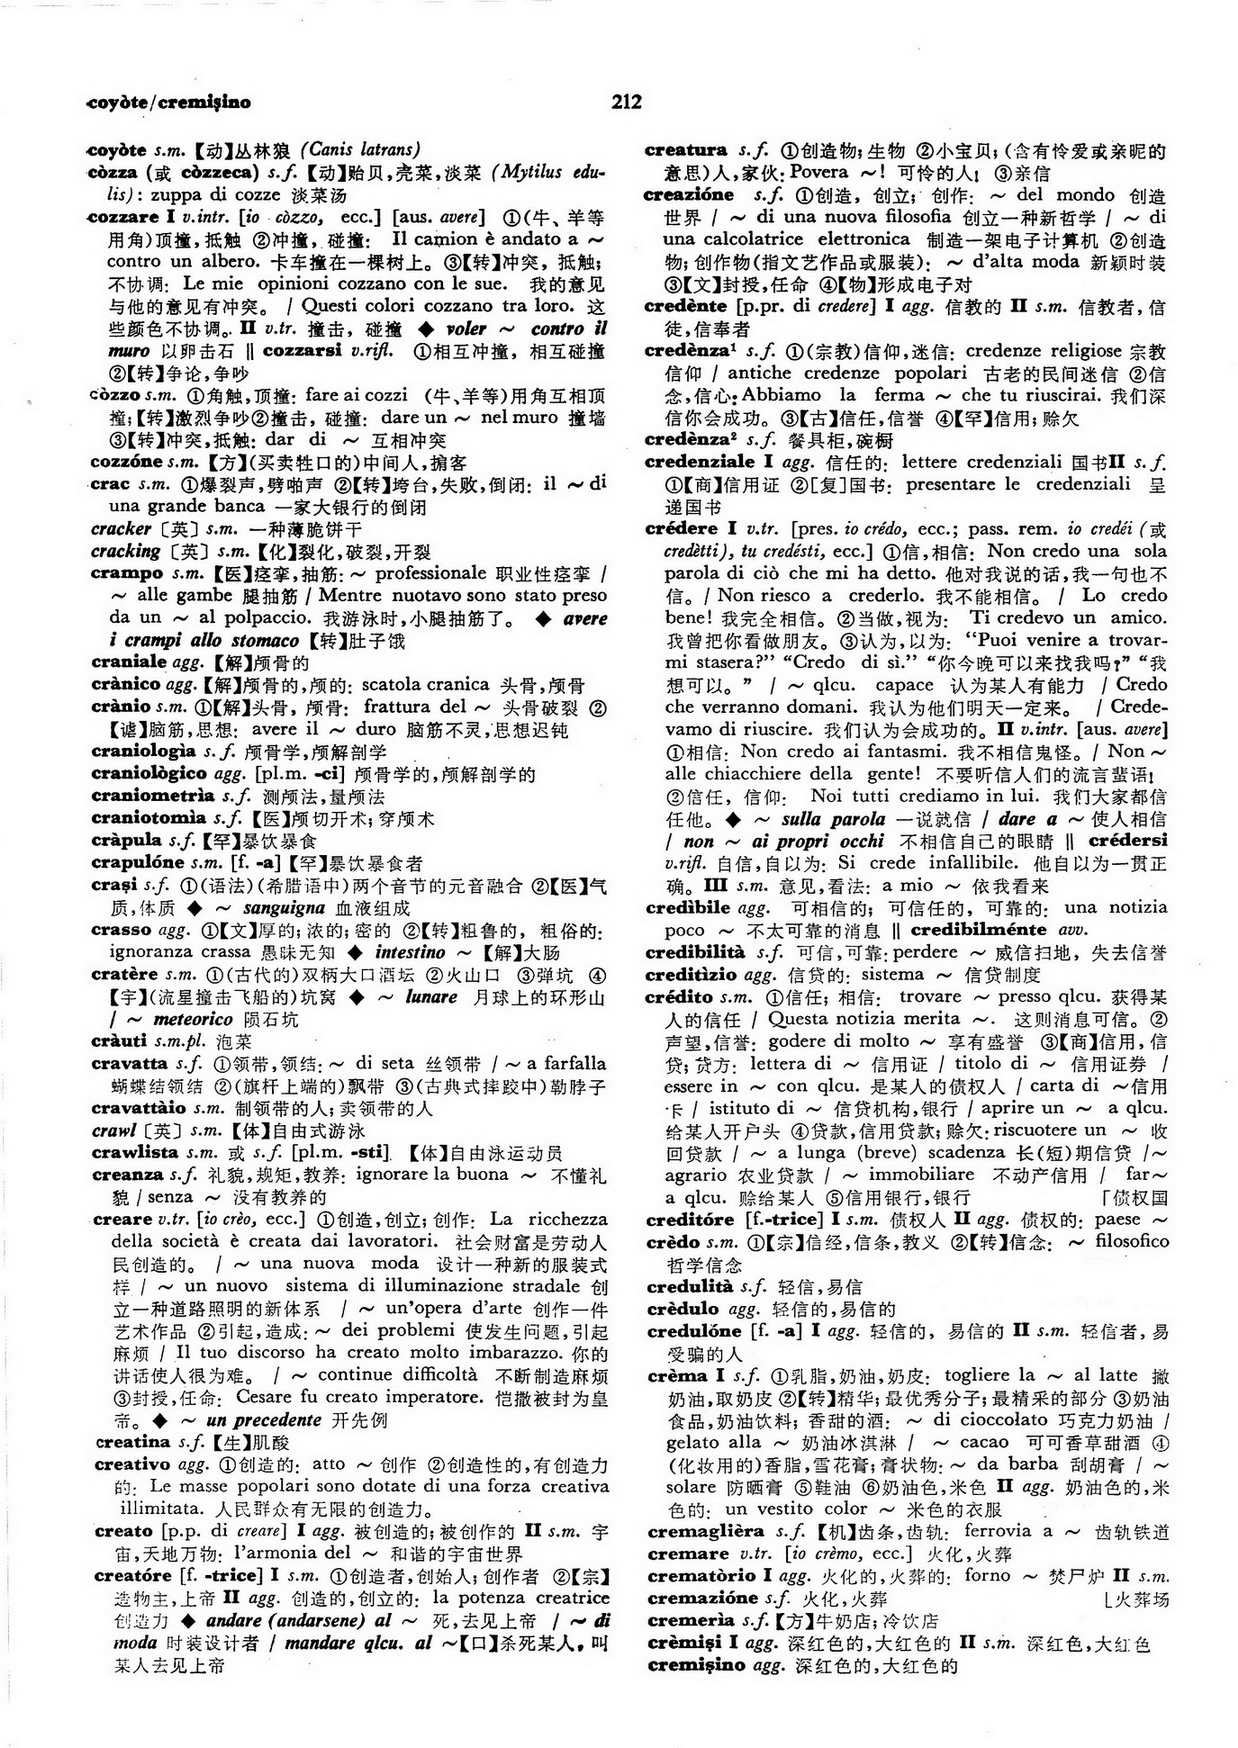 coyòte/cremiṣino
212
coyòte s.m.【动】丛林狼 (Canis latrans)
còzza (或 còzzeca) s.f.【动】贻贝,壳菜,淡菜 (Mytilus edu-
lis): zuppa di cozze 淡菜汤
cozzare I v.intr. [io còzzo, ecc.] [aus. avere] ①(牛、羊等
用角)顶撞,抵触 ②冲撞, 碰撞: Il camion è andato a ～
contro un albero. 卡车撞在一棵树上。③【转】冲突, 抵触;
不协调: Le mie opinioni cozzano con le sue. 我的意见
与他的意见有冲突。 / Questi colori cozzano tra loro. 这
些颜色不协调。II v.tr. 撞击, 碰撞 ◆ voler ～ contro il
muro 以卵击石 ‖ cozzarsi v.rifl. ①相互冲撞, 相互碰撞
②【转】争论,争吵
còzzo s.m. ①角触,顶撞: fare ai cozzi (牛、羊等)用角互相顶
撞;【转】激烈争吵②撞击, 碰撞: dare un ～ nel muro 撞墙
③【转】冲突,抵触: dar di ～ 互相冲突
cozzóne s.m.【方】(买卖牲口的)中间人,掮客
crac s.m. ①爆裂声,劈啪声 ②【转】垮台,失败,倒闭: il ～ di
una grande banca 一家大银行的倒闭
cracker〔英〕s.m. 一种薄脆饼干
cracking〔英〕s.m.【化】裂化,破裂,开裂
crampo s.m.【医】痉挛,抽筋: ～ professionale 职业性痉挛 /
～ alle gambe 腿抽筋 / Mentre nuotavo sono stato preso
da un ～ al polpaccio. 我游泳时,小腿抽筋了。 ◆ avere
i crampi allo stomaco【转】肚子饿
craniale agg.【解】颅骨的
crànico agg.【解】颅骨的,颅的: scatola cranica 头骨,颅骨
crànio s.m. ①【解】头骨, 颅骨: frattura del ～ 头骨破裂 ②
【谑】脑筋,思想: avere il ～ duro 脑筋不灵,思想迟钝
craniologìa s.f. 颅骨学,颅解剖学
craniològico agg. [pl.m. -ci] 颅骨学的,颅解剖学的
craniometrìa s.f. 测颅法,量颅法
craniotomìa s.f.【医】颅切开术; 穿颅术
cràpula s.f.【罕】暴饮暴食
crapulóne s.m. [f. -a]【罕】暴饮暴食者
craṣi s.f. ①(语法)(希腊语中)两个音节的元音融合 ②【医】气
质,体质 ◆ ～ sanguigna 血液组成
crasso agg. ①【文】厚的; 浓的; 密的 ②【转】粗鲁的, 粗俗的:
ignoranza crassa 愚昧无知 ◆ intestino ～【解】大肠
cratère s.m. ①(古代的)双柄大口酒坛 ②火山口 ③弹坑 ④
【宇】(流星撞击飞船的)坑窝 ◆ ～ lunare 月球上的环形山
/ ～ meteorico 陨石坑
cràuti s.m.pl. 泡菜
cravatta s.f. ①领带,领结: ～ di seta 丝领带 / ～ a farfalla
蝴蝶结领结 ②(旗杆上端的)飘带 ③(古典式摔跤中)勒脖子
cravattàio s.m. 制领带的人;卖领带的人
crawl〔英〕s.m.【体】自由式游泳
crawlista s.m. 或 s.f. [pl.m. -sti]【体】自由泳运动员
creanza s.f. 礼貌,规矩,教养: ignorare la buona ～ 不懂礼
貌 / senza ～ 没有教养的
creare v.tr. [io crèo, ecc.] ①创造,创立; 创作: La ricchezza
della società è creata dai lavoratori. 社会财富是劳动人
民创造的。 / ～ una nuova moda 设计一种新的服装式
样 / ～ un nuovo sistema di illuminazione stradale 创
立一种道路照明的新体系 / ～ un'opera d'arte 创作一件
艺术作品 ②引起,造成: ～ dei problemi 使发生问题,引起
麻烦 / Il tuo discorso ha creato molto imbarazzo. 你的
讲话使人很为难。 / ～ continue difficoltà 不断制造麻烦
③封授,任命: Cesare fu creato imperatore. 恺撒被封为皇
帝。◆ ～ un precedente 开先例
creatina s.f.【生】肌酸
creativo agg. ①创造的: atto ～ 创作 ②创造性的,有创造力
的: Le masse popolari sono dotate di una forza creativa
illimitata. 人民群众有无限的创造力。
creato [p.p. di creare] I agg. 被创造的; 被创作的 II s.m. 宇
宙,天地万物: l'armonia del ～ 和谐的宇宙世界
creatóre [f. -trice] I s.m. ①创造者,创始人; 创作者 ②【宗】
造物主,上帝 II agg. 创造的,创立的: la potenza creatrice
创造力 ◆ andare (andarsene) al ～ 死,去见上帝 / ～ di
moda 时装设计者 / mandare qlcu. al ～【口】杀死某人,叫
某人去见上帝
creatura s.f. ①创造物; 生物 ②小宝贝; (含有怜爱或亲昵的
意思)人,家伙: Povera ～! 可怜的人! ③亲信
creazióne s.f. ①创造, 创立; 创作: ～ del mondo 创造
世界 / ～ di una nuova filosofia 创立一种新哲学 / ～ di
una calcolatrice elettronica 制造一架电子计算机 ②创造
物; 创作物(指文艺作品或服装): ～ d'alta moda 新颖时装
③【文】封授,任命 ④【物】形成电子对
credènte [p.pr. di credere] I agg. 信教的 II s.m. 信教者,信
徒,信奉者
credènza¹ s.f. ①(宗教)信仰,迷信: credenze religiose 宗教
信仰 / antiche credenze popolari 古老的民间迷信 ②信
念,信心: Abbiamo la ferma ～ che tu riuscirai. 我们深
信你会成功。③【古】信任,信誉 ④【罕】信用; 赊欠
credènza² s.f. 餐具柜,碗橱
credenziale I agg. 信任的: lettere credenziali 国书II s.f.
①【商】信用证 ②[复]国书: presentare le credenziali 呈
递国书
crédere I v.tr. [pres. io crédo, ecc.; pass. rem. io credéi (或
credètti), tu credésti, ecc.] ①信,相信: Non credo una sola
parola di ciò che mi ha detto. 他对我说的话,我一句也不
信。 / Non riesco a crederlo. 我不能相信。 / Lo credo
bene! 我完全相信。②当做,视为: Ti credevo un amico.
我曾把你看做朋友。③认为,以为: “Puoi venire a trovar-
mi stasera?” “Credo di sì.” “你今晚可以来找我吗?” “我
想可以。” / ～ qlcu. capace 认为某人有能力 / Credo
che verranno domani. 我认为他们明天一定来。 / Crede-
vamo di riuscire. 我们认为会成功的。II v.intr. [aus. avere]
①相信: Non credo ai fantasmi. 我不相信鬼怪。 / Non ～
alle chiacchiere della gente! 不要听信人们的流言蜚语!
②信任, 信仰: Noi tutti crediamo in lui. 我们大家都信
任他。◆ ～ sulla parola 一说就信 / dare a ～ 使人相信
/ non ～ ai propri occhi 不相信自己的眼睛 ‖ crédersi
v.rifl. 自信,自以为: Si crede infallibile. 他自以为一贯正
确。III s.m. 意见,看法: a mio ～ 依我看来
credìbile agg. 可相信的; 可信任的, 可靠的: una notizia
poco ～ 不太可靠的消息 ‖ credibilménte avv.
credibilità s.f. 可信,可靠: perdere ～ 威信扫地, 失去信誉
creditìzio agg. 信贷的: sistema ～ 信贷制度
crédito s.m. ①信任; 相信: trovare ～ presso qlcu. 获得某
人的信任 / Questa notizia merita ～. 这则消息可信。②
声望,信誉: godere di molto ～ 享有盛誉 ③【商】信用,信
贷; 贷方: lettera di ～ 信用证 / titolo di ～ 信用证券 /
essere in ～ con qlcu. 是某人的债权人 / carta di ～信用
卡 / istituto di ～ 信贷机构,银行 / aprire un ～ a qlcu.
给某人开户头 ④贷款,信用贷款; 赊欠: riscuotere un ～ 收
回贷款 / ～ a lunga (breve) scadenza 长(短)期信贷 /～
agrario 农业贷款 / ～ immobiliare 不动产信用 / far～
a qlcu. 赊给某人 ⑤信用银行,银行 「债权国
creditóre [f.-trice] I s.m. 债权人 II agg. 债权的: paese ～
crèdo s.m. ①【宗】信经,信条,教义 ②【转】信念: ～ filosofico
哲学信念
credulità s.f. 轻信,易信
crèdulo agg. 轻信的,易信的
credulóne [f. -a] I agg. 轻信的, 易信的 II s.m. 轻信者, 易
受骗的人
crèma I s.f. ①乳脂,奶油,奶皮: togliere la ～ al latte 撇
奶油,取奶皮 ②【转】精华; 最优秀分子; 最精采的部分 ③奶油
食品,奶油饮料; 香甜的酒: ～ di cioccolato 巧克力奶油 /
gelato alla ～ 奶油冰淇淋 / ～ cacao 可可香草甜酒 ④
(化妆用的)香脂,雪花膏; 膏状物: ～ da barba 刮胡膏 / ～
solare 防晒膏 ⑤鞋油 ⑥奶油色,米色 II agg. 奶油色的,米
色的: un vestito color ～ 米色的衣服
cremaglièra s.f.【机】齿条,齿轨: ferrovia a ～ 齿轨铁道
cremare v.tr. [io crèmo, ecc.] 火化,火葬
crematòrio I agg. 火化的,火葬的: forno ～ 焚尸炉 II s.m.
cremazióne s.f. 火化,火葬 ⌊火葬场
cremerìa s.f.【方】牛奶店; 冷饮店
crèmiṣi I agg. 深红色的,大红色的 II s.m. 深红色,大红色
cremiṣino agg. 深红色的,大红色的